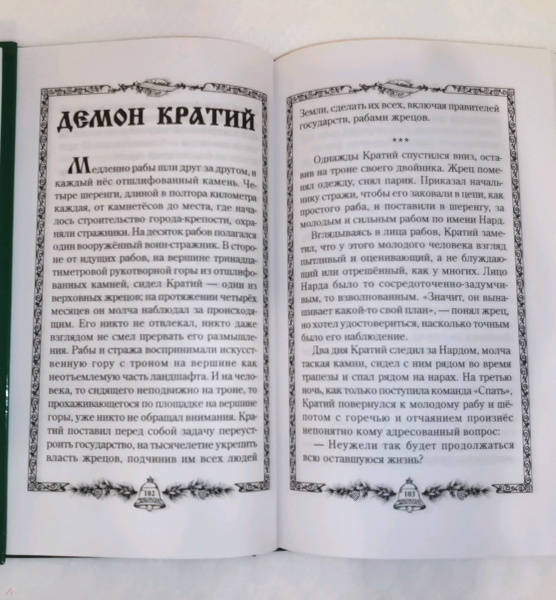 ДЕМОН КРАТИЙ
Медленно рабы шли друг за другом, и
каждый нёс отшлифованный камень. Че-
тыре шеренги, длиной в полтора километра
каждая, от камнетёсов до места, где нача-
лось строительство города-крепости, ох-
раняли стражники. На десяток рабов полагался
один вооружённый воин-стражник. В сторо-
не от идущих рабов, на вершине тринадца-
тиметровой рукотворной горы из отшлифо-
ванных камней, сидел Кратий — один из
верховных жрецов; на протяжении четырёх
месяцев он молча наблюдал за происходя-
щим. Его никто не отвлекал, никто даже
взглядом не смел прервать его размышле-
ния. Рабы и стража воспринимали искусст-
венную гору с троном на вершине как
неотъемлемую часть ландшафта. И на чело-
века, то сидящего неподвижно на троне, то
прохаживающегося по площадке на вершине
горы, уже никто не обращал внимания. Кра-
тий поставил перед собой задачу переуст-
роить государство, на тысячелетие укрепить
власть жрецов, подчинив им всех людей
102
Земли, сделать их всех, включая правителей
государств, рабами жрецов.
***
Однажды Кратий спустился вниз, оста-
вив на троне своего двойника. Жрец поме-
нял одежду, снял парик. Приказал началь-
нику стражи, чтобы его заковали в цепи, как
простого раба, и поставили в шеренгу, за
молодым и сильным рабом по имени Нард.
Вглядываясь в лица рабов, Кратий заме-
тил, что у этого молодого человека взгляд
пытливый и оценивающий, а не блуждаю-
щий или отрешённый, как у многих. Лицо
Нарда было то сосредоточенно-задумчи-
вым, то взволнованным. «Значит, он вына-
шивает какой-то свой план», — понял жрец,
но хотел удостовериться, насколько точным
было его наблюдение.
Два дня Кратий следил за Нардом, молча
таская камни, сидел с ним рядом во время
трапезы и спал рядом на нарах. На третью
ночь, как только поступила команда «Спать»,
Кратий повернулся к молодому рабу и шё-
потом с горечью и отчаянием произнёс
непонятно кому адресованный вопрос:
— Неужели так будет продолжаться
всю оставшуюся жизнь?
103